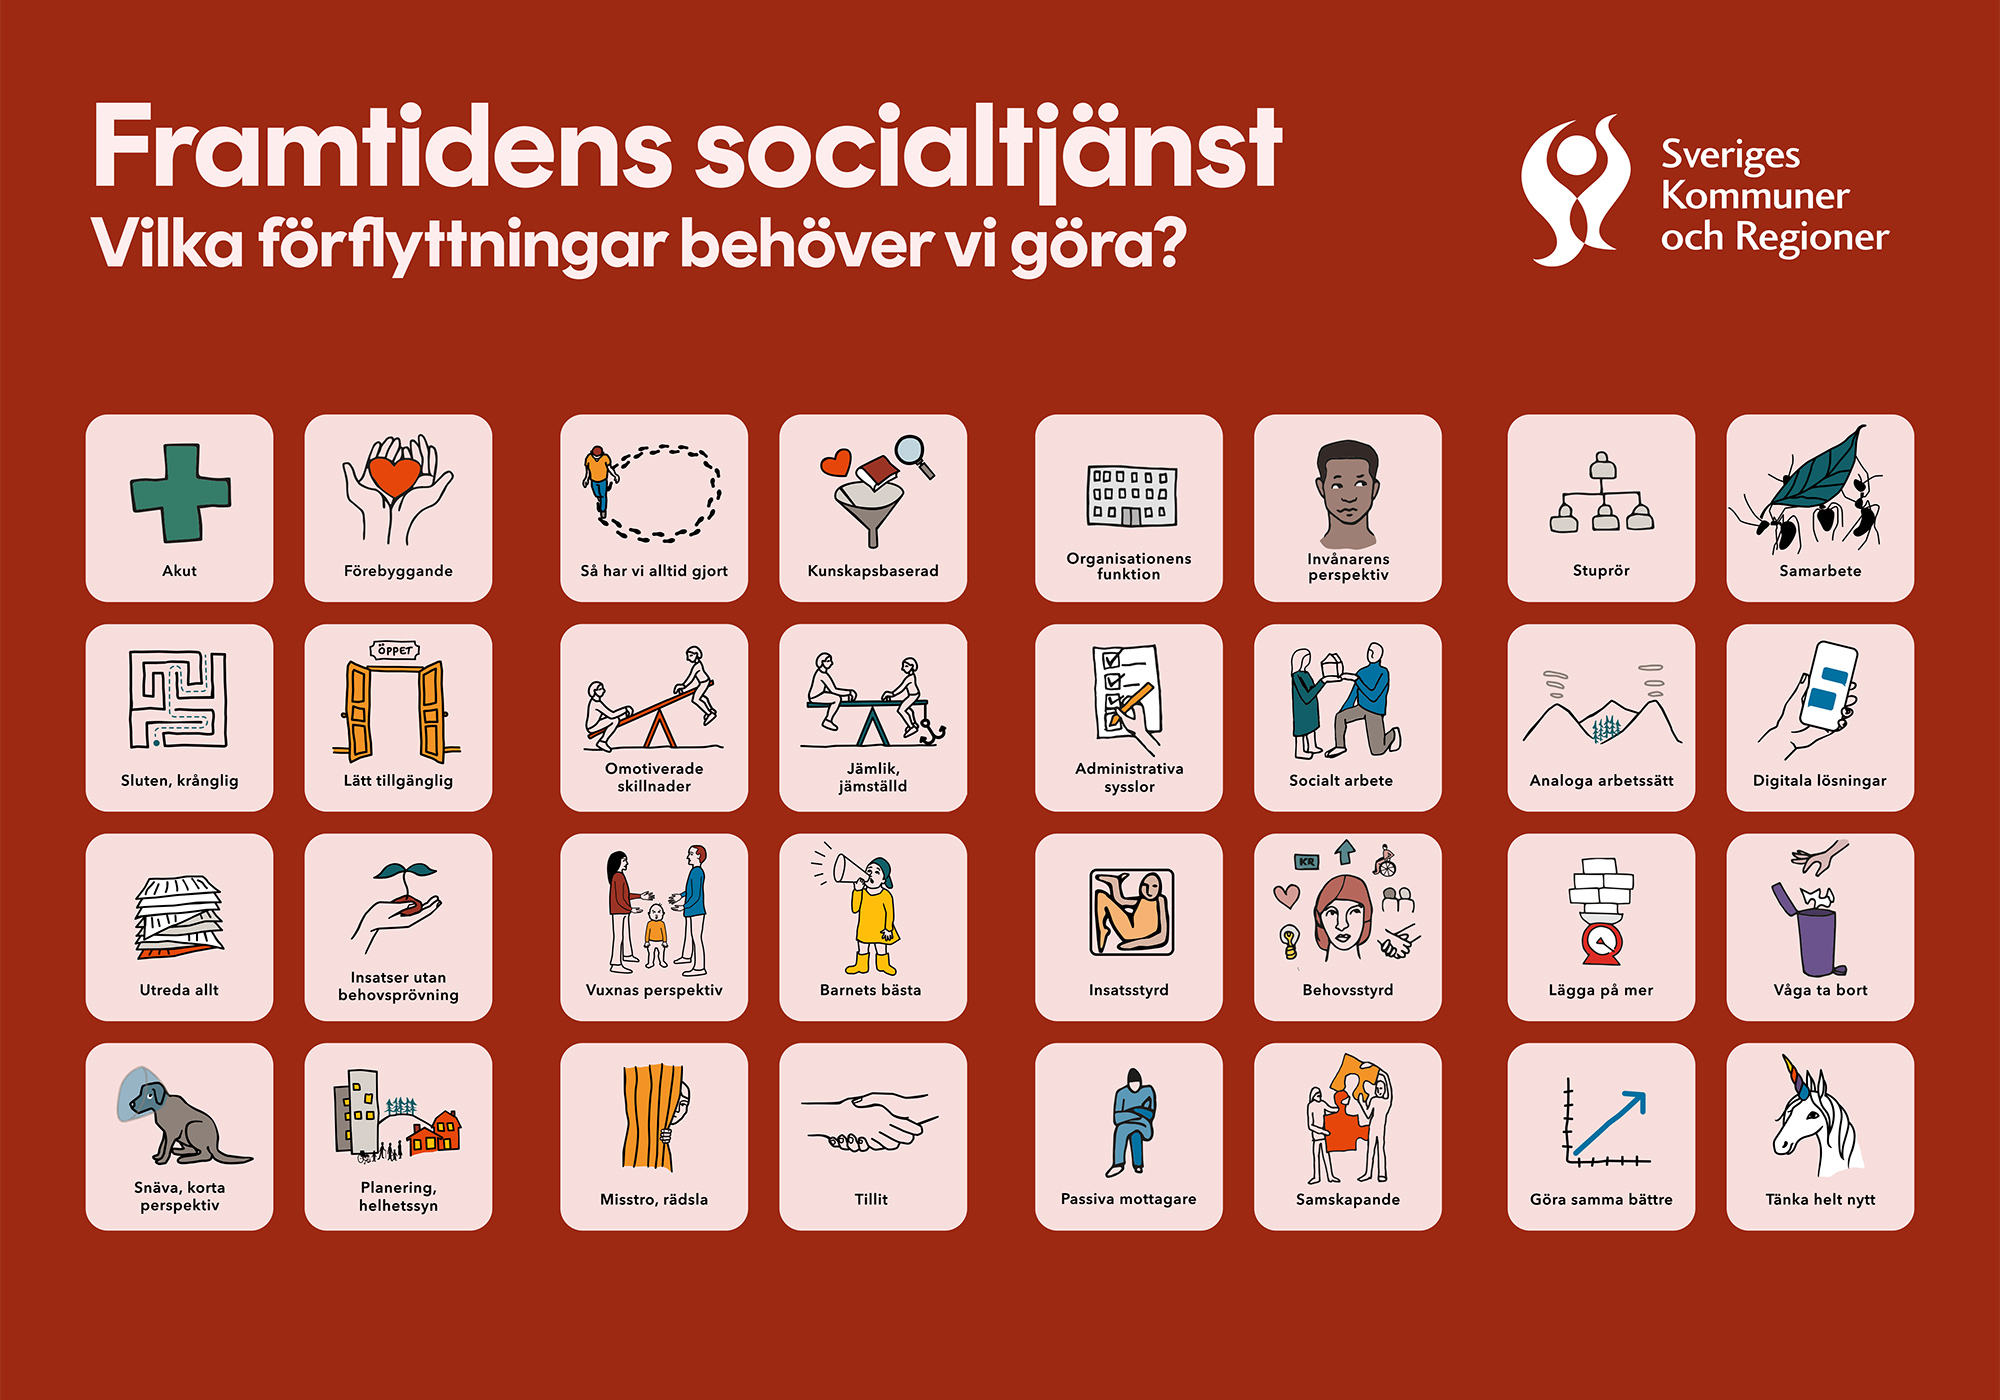 Framtidens socialtjänst
Vilka förflyttningar behöver vi göra?
Sveriges
Kommuner
och Regioner
Akut
Förebyggande
Så har vi alltid gjort
Kunskapsbaserad
Organisationens
funktion
Invånarens
perspektiv
Stuprör
Samarbete
Sluten, krånglig
ÖPPET
Lätt tillgänglig
Omotiverade
skillnader
Jämlik,
jämställd
Administrativa
sysslor
Socialt arbete
Analoga arbetssätt
Digitala lösningar
Utreda allt
Insatser utan
behovsprövning
Vuxnas perspektiv
Barnets bästa
Insatsstyrd
KR
Behovsstyrd
Lägga på mer
Våga ta bort
Snäva, korta
perspektiv
Planering,
helhetssyn
Misstro, rädsla
Tillit
Passiva mottagare
Samskapande
Göra samma bättre
Tänka helt nytt